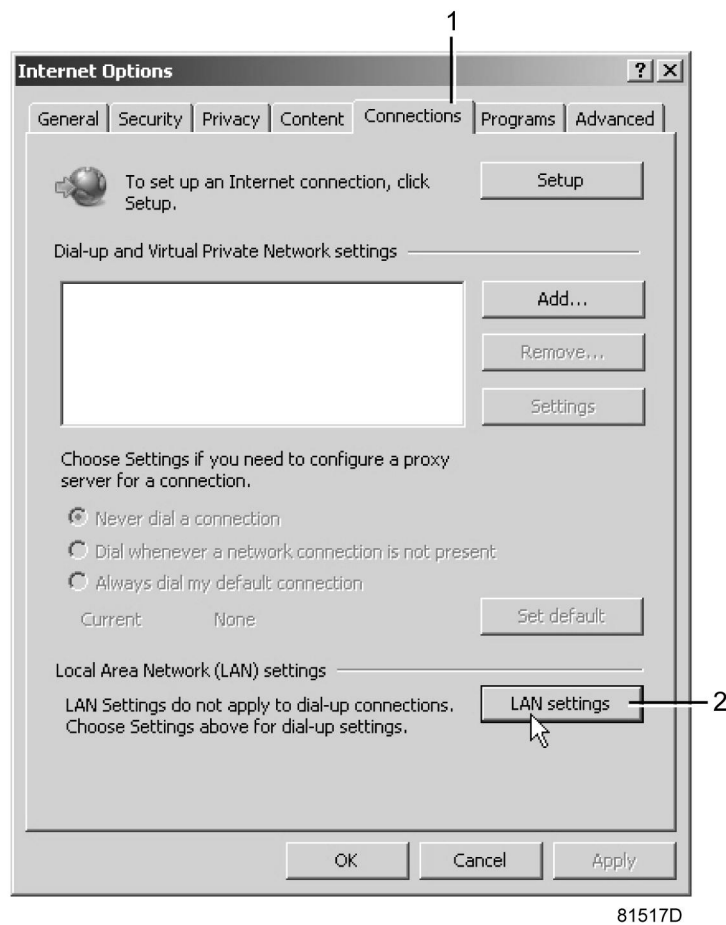 1
Internet Options
General Security Privacy Content Connections Programs Advanced
To set up an Internet connection, click
Setup.
Setup
Dial-up and Virtual Private Network settings
Add...
Remove...
Settings
Choose Settings if you need to configure a proxy
server for a connection.
Never dial a connection
Dial whenever a network connection is not present
Always dial my default connection
Current None
Set default
Local Area Network (LAN) settings
LAN Settings do not apply to dial-up connections.
Choose Settings above for dial-up settings.
LAN settings
2
OK Cancel Apply
81517D